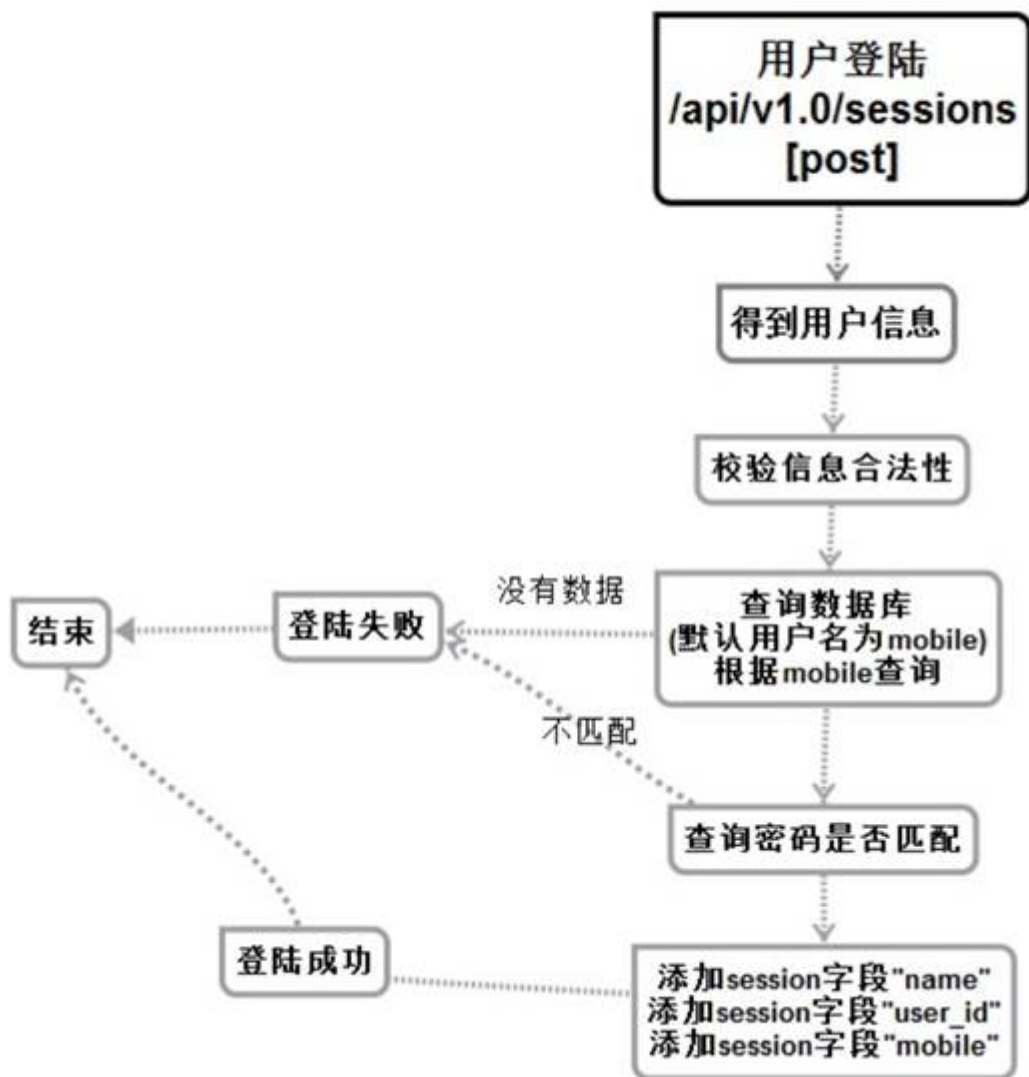 用户登陆
/api/v1.0/sessions
[post]
得到用户信息
校验信息合法性
查询数据库
(默认用户名为mobile)
根据mobile查询
没有数据
登陆失败
结束
不匹配
查询密码是否匹配
登陆成功
添加session字段"name"
添加session字段"user_id"
添加session字段"mobile"